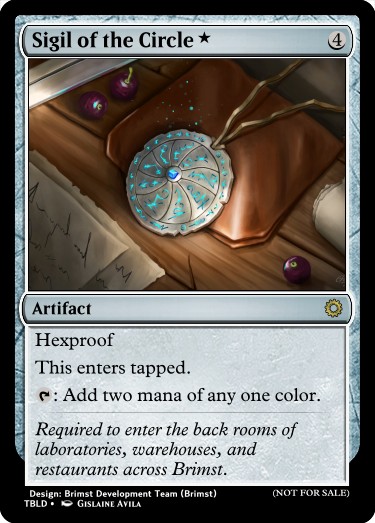 Sigil of the Circle ★ 4
Artifact
Hexproof
This enters tapped.
: Add two mana of any one color.
Required to enter the back rooms of
laboratories, warehouses, and
restaurants across Brimst.
Design: Brimst Development Team (Brimst) (NOT FOR SALE)
TBLD • Gislaine Avila